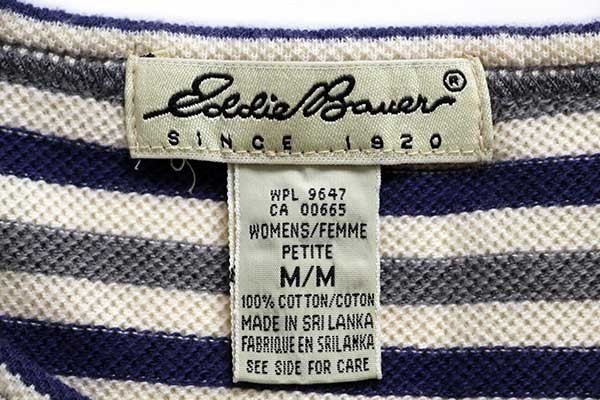 Eddie Bauer®
SINCE 1920
WPL 9647
CA 00665
WOMENS/FEMME
PETITE
M/M
100% COTTON/COTON
MADE IN SRI LANKA
FABRIQUE EN SRI LANKA
SEE SIDE FOR CARE